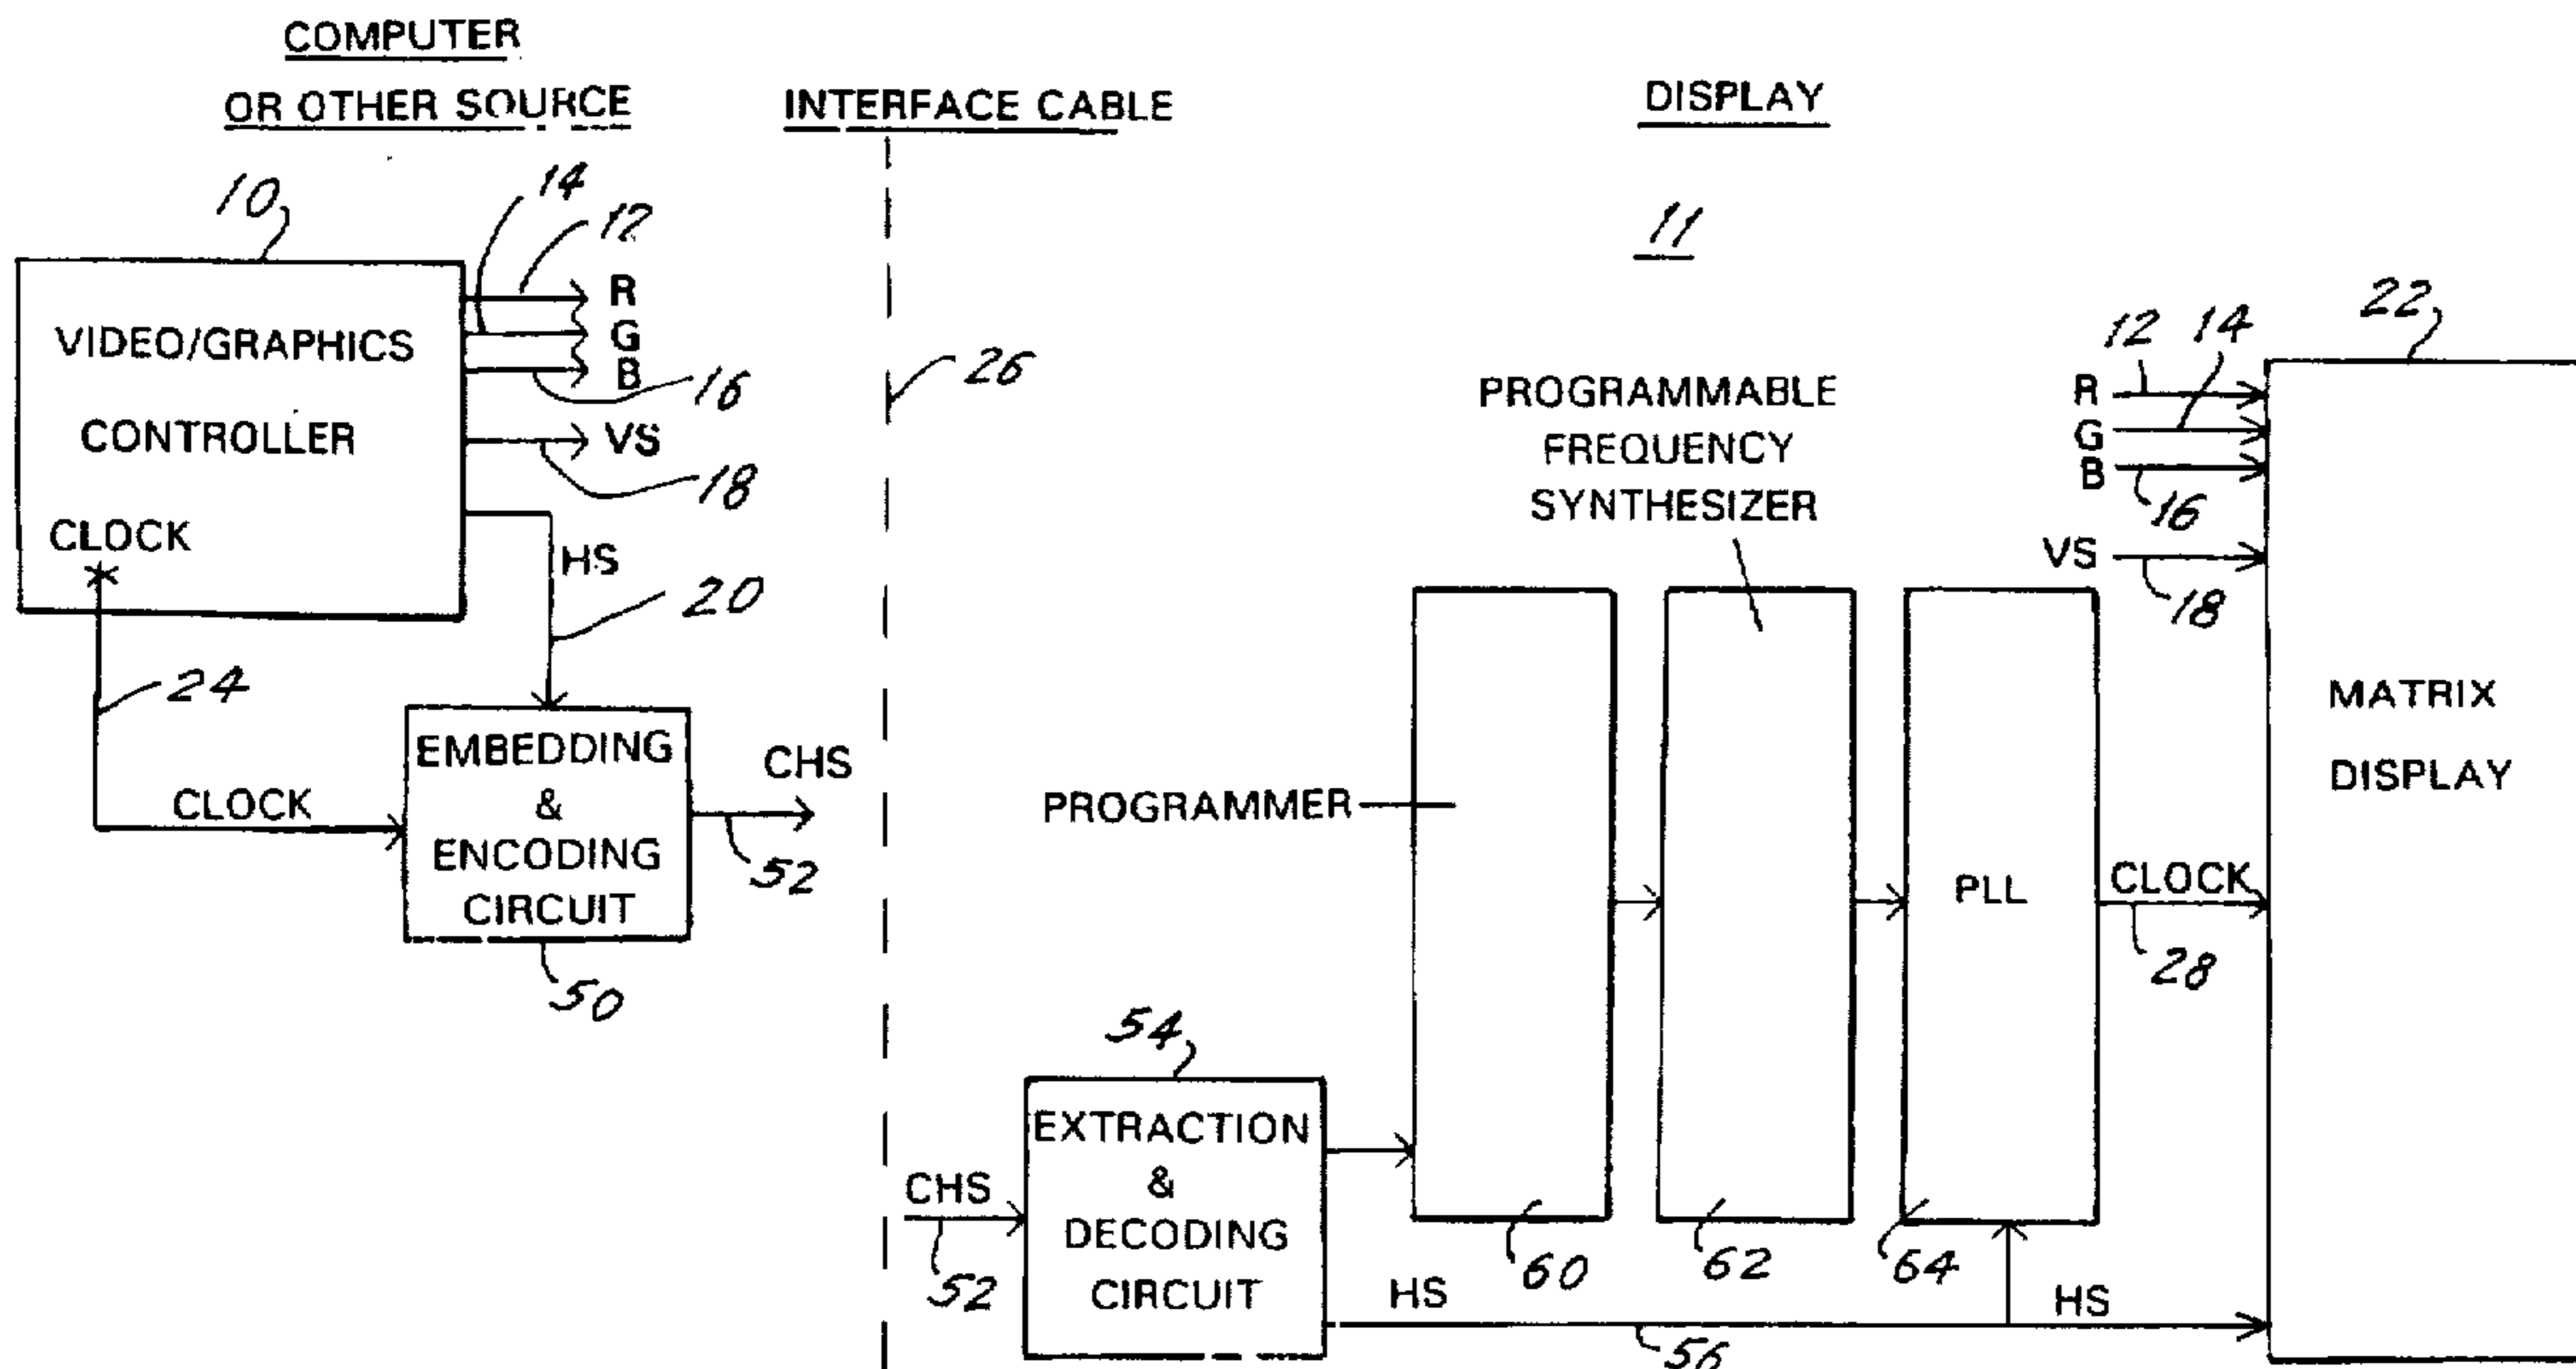 COMPUTER
OR OTHER SOURCE
INTERFACE CABLE
DISPLAY
11
10
14
12
R
G
B
16
VS
18
VIDEO/GRAPHICS
CONTROLLER
CLOCK
HS
20
24
CLOCK
EMBEDDING
&
ENCODING
CIRCUIT
50
CHS
52
26
PROGRAMMABLE
FREQUENCY
SYNTHESIZER
PROGRAMMER
60
62
PLL
64
54
EXTRACTION
&
DECODING
CIRCUIT
CHS
52
HS
56
HS
CLOCK
28
12
14
R
G
B
16
VS
18
22
MATRIX
DISPLAY